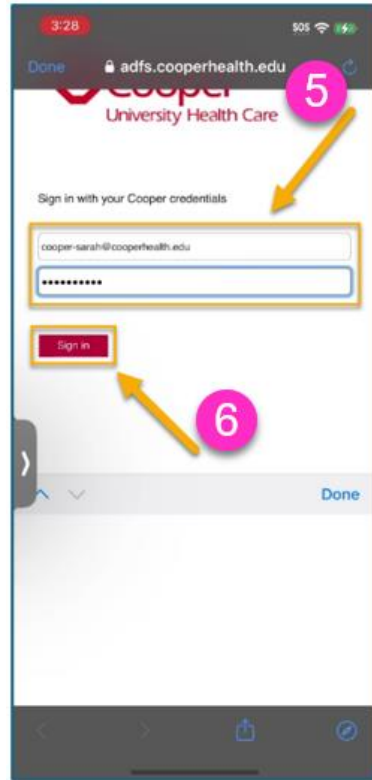 3:28 SOS
Done adfs.cooperhealth.edu
Cooper
5
University Health Care
Sign in with your Cooper credentials
cooper-sarah@cooperhealth.edu
••••••••••
Sign in
6
Done